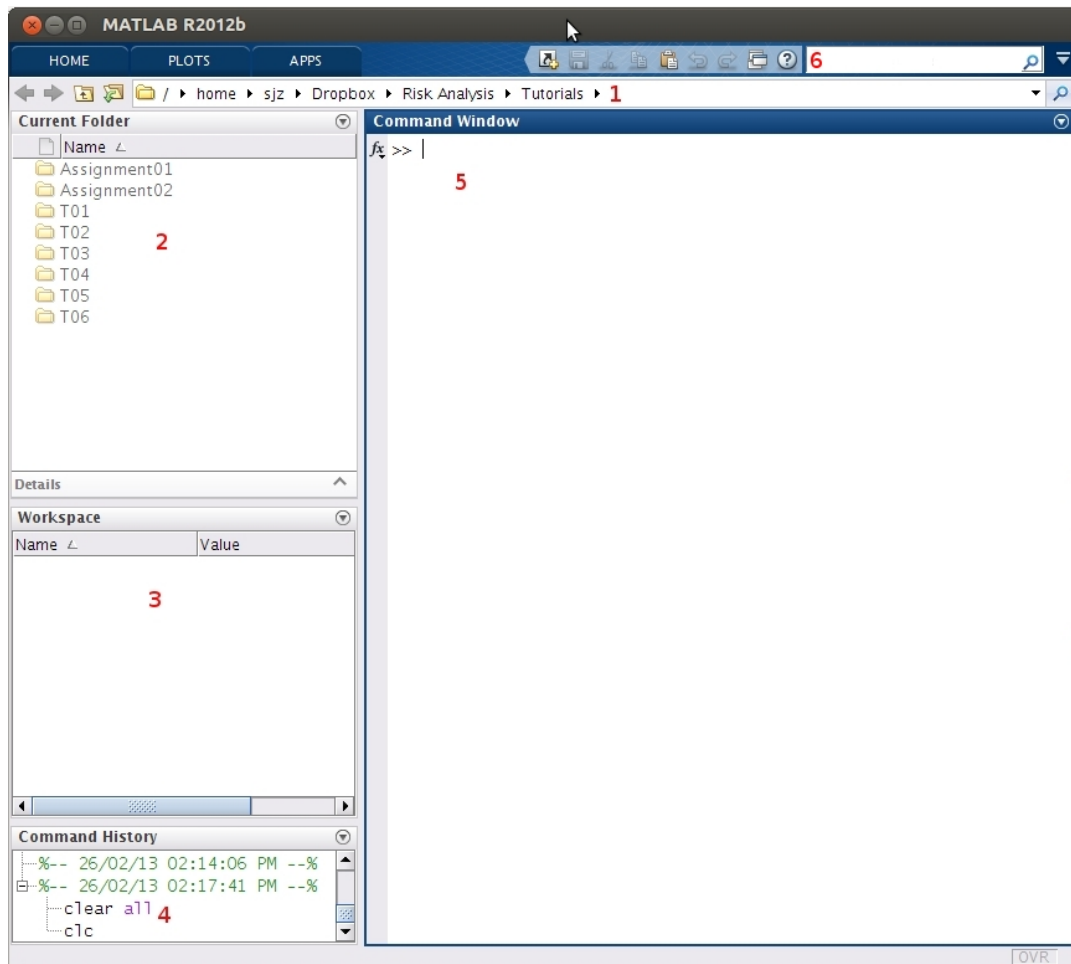 MATLAB R2012b
HOME PLOTS APPS 6
/ home sjz Dropbox Risk Analysis Tutorials 1
Current Folder
Name
Assignment01
Assignment02
T01
T02
T03
T04
T05
T06
2
Details
Workspace
Name Value
3
Command History
%-- 26/02/13 02:14:06 PM --%
%-- 26/02/13 02:17:41 PM --%
clear all
clc
4
Command Window
fx >>
5
OVR